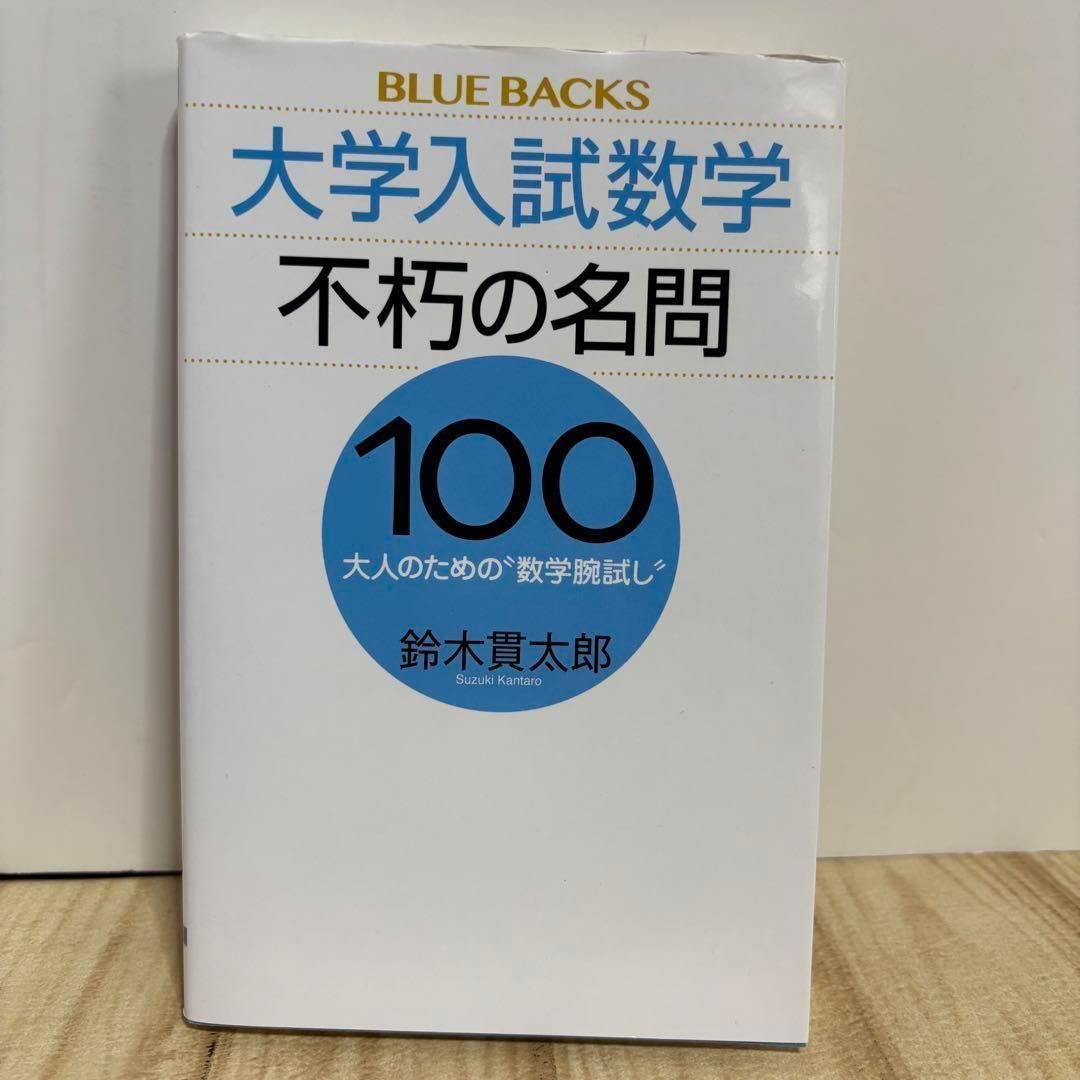 BLUE BACKS
大学入試数学
不朽の名問
100
大人のための〝数学腕試し〟
鈴木貫太郎
Suzuki Kantaro